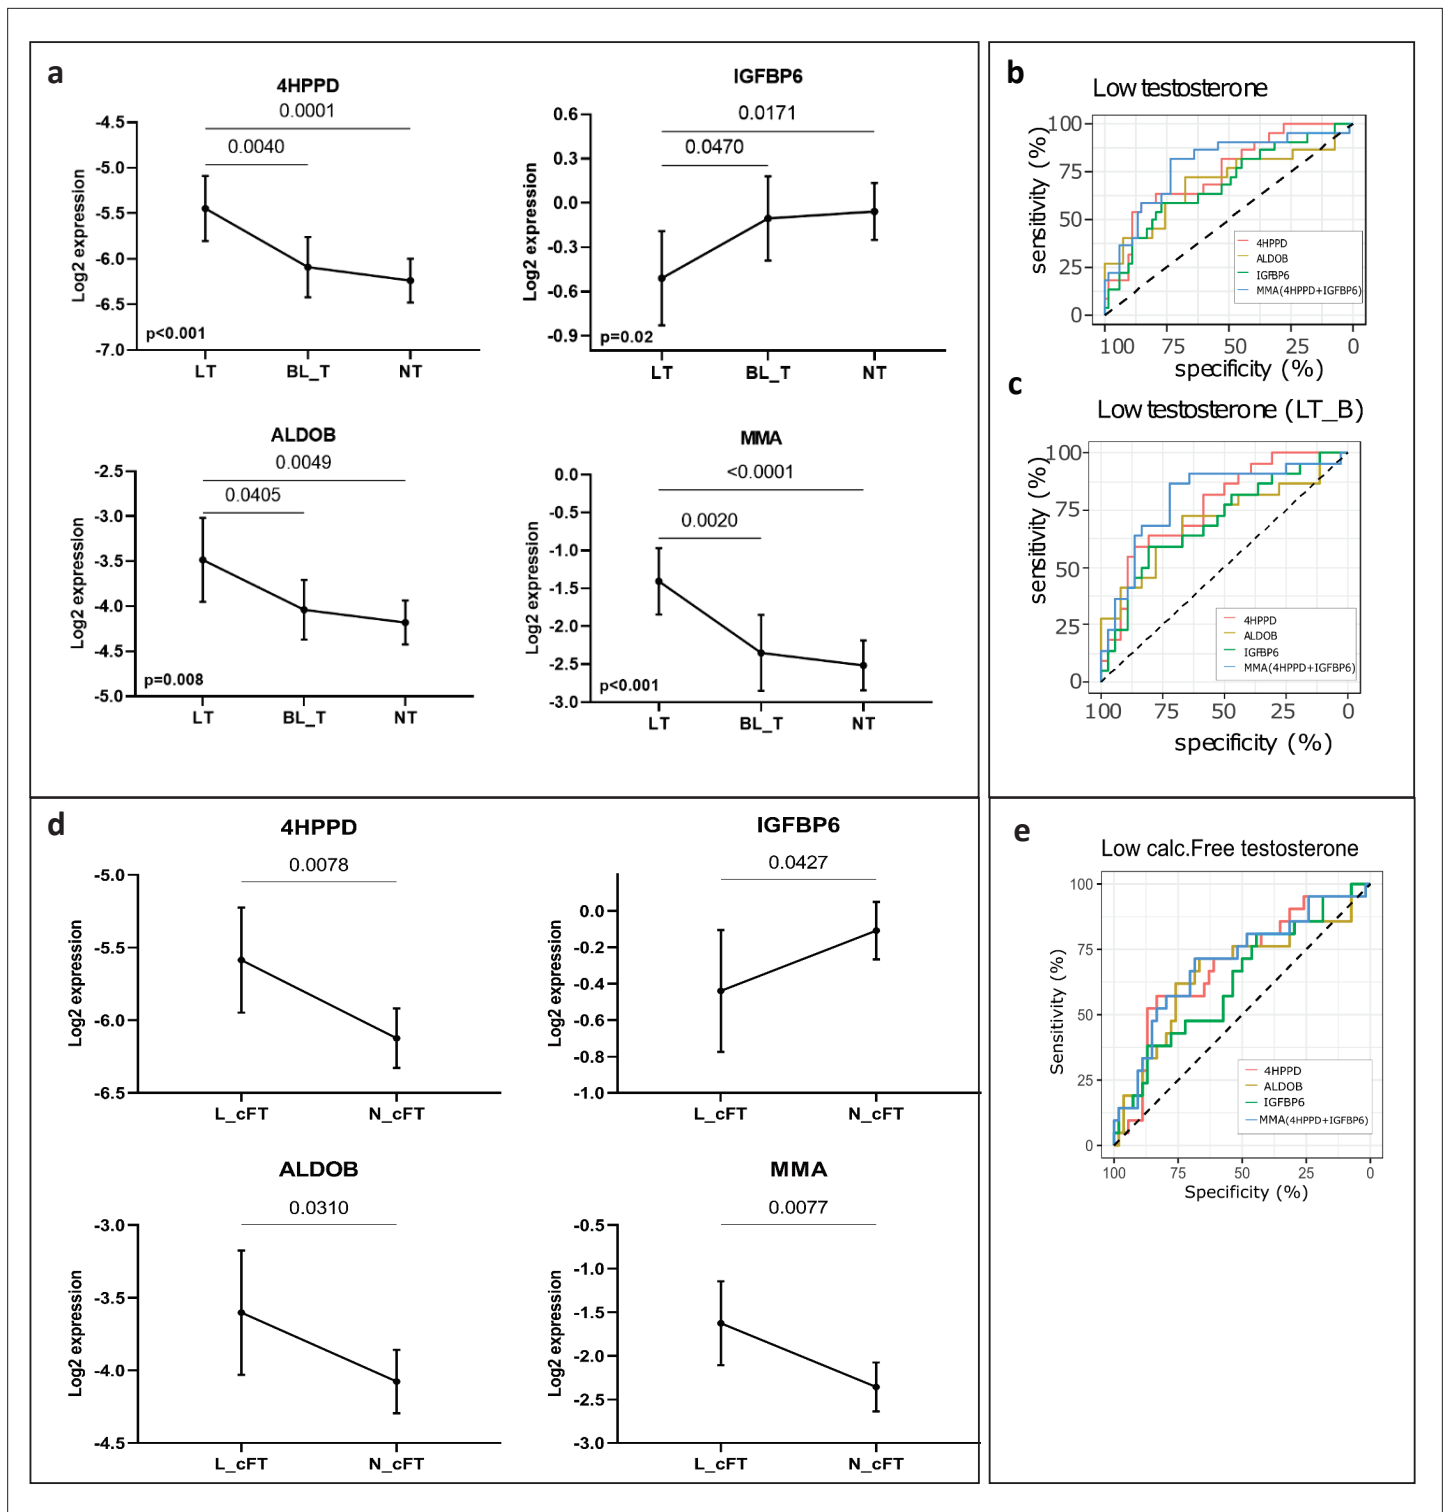 a
4HPPD
0.0001
0.0040
-4.5
-5.0
-5.5
-6.0
-6.5
-7.0
Log2 expression
p<0.001
LT BL_T NT
IGFBP6
0.0171
0.0470
0.6
0.3
0.0
-0.3
-0.6
-0.9
Log2 expression
p=0.02
LT BL_T NT
ALDOB
0.0049
0.0405
-2.5
-3.0
-3.5
-4.0
-4.5
-5.0
Log2 expression
p=0.008
LT BL_T NT
MMA
<0.0001
0.0020
0.0
-0.5
-1.0
-1.5
-2.0
-2.5
-3.0
Log2 expression
p<0.001
LT BL_T NT
b
Low testosterone
100
75
50
25
0
sensitivity (%)
4HPPD
ALDOB
IGFBP6
MMA(4HPPD+IGFBP6)
100 75 50 25 0
specificity (%)
c
Low testosterone (LT_B)
100
75
50
25
0
sensitivity (%)
4HPPD
ALDOB
IGFBP6
MMA(4HPPD+IGFBP6)
100 75 50 25 0
specificity (%)
d
4HPPD
0.0078
-5.0
-5.5
-6.0
-6.5
Log2 expression
L_cFT N_cFT
IGFBP6
0.0427
0.0
-0.2
-0.4
-0.6
-0.8
-1.0
Log2 expression
L_cFT N_cFT
ALDOB
0.0310
-3.0
-3.5
-4.0
-4.5
Log2 expression
L_cFT N_cFT
MMA
0.0077
-0.5
-1.0
-1.5
-2.0
-2.5
-3.0
Log2 expression
L_cFT N_cFT
e
Low calc.Free testosterone
100
75
50
25
0
Sensitivity (%)
4HPPD
ALDOB
IGFBP6
MMA(4HPPD+IGFBP6)
100 75 50 25 0
Specificity (%)